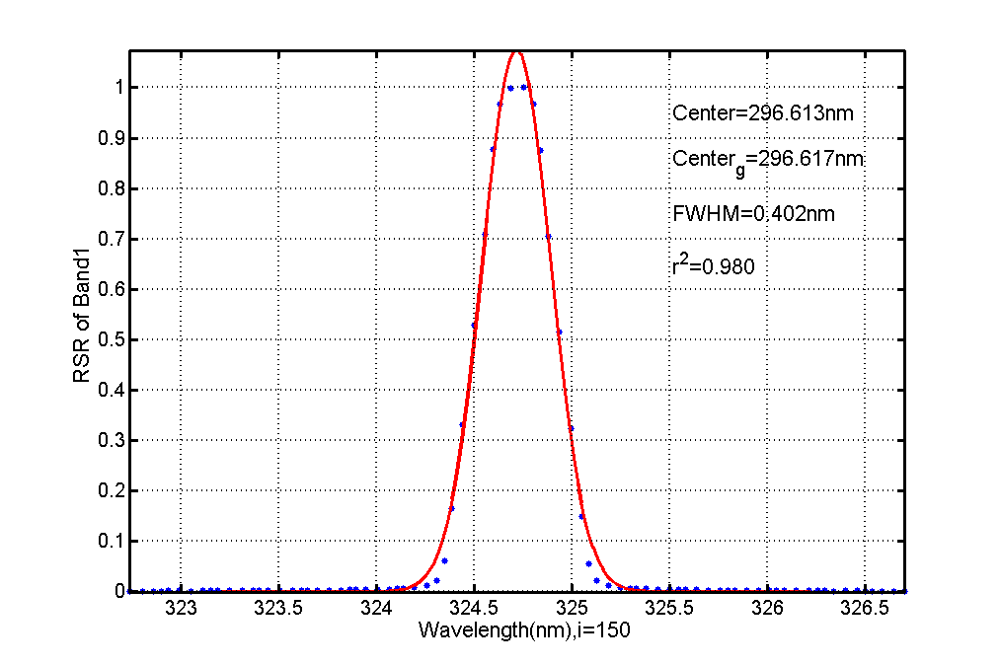 Center=296.613nm
Centerg=296.617nm
FWHM=0.402nm
r2=0.980
RSR of Band1
1
0.9
0.8
0.7
0.6
0.5
0.4
0.3
0.2
0.1
0
323 323.5 324 324.5 325 325.5 326 326.5
Wavelength(nm),i=150